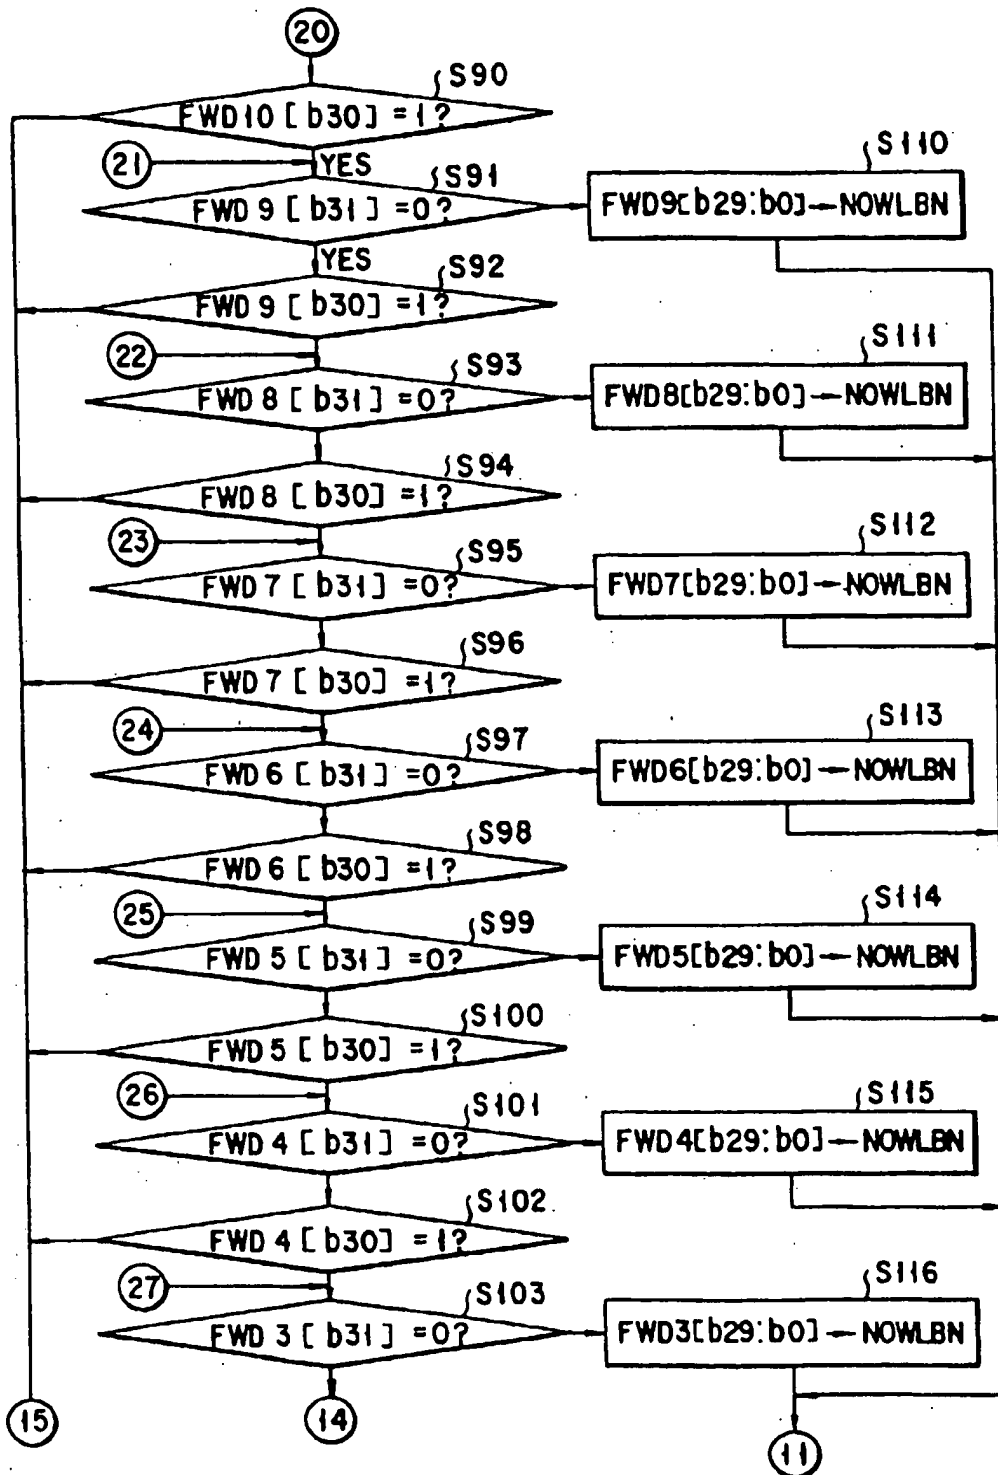 20
S90
FWD10 [b30] =1?
21
YES
S91
S110
FWD 9 [b31] =0?
FWD9[b29:b0] ← NOWLBN
YES
S92
FWD 9 [b30] =1?
22
S93
S111
FWD 8 [b31] =0?
FWD8[b29:b0] ← NOWLBN
S94
FWD 8 [b30] =1?
23
S95
S112
FWD 7 [b31] =0?
FWD7[b29:b0] ← NOWLBN
S96
FWD 7 [b30] =1?
24
S97
S113
FWD 6 [b31] =0?
FWD6[b29:b0] ← NOWLBN
S98
FWD 6 [b30] =1?
25
S99
S114
FWD 5 [b31] =0?
FWD5[b29:b0] ← NOWLBN
S100
FWD 5 [b30] =1?
26
S101
S115
FWD 4 [b31] =0?
FWD4[b29:b0] ← NOWLBN
S102
FWD 4 [b30] =1?
27
S103
S116
FWD 3 [b31] =0?
FWD3[b29:b0] ← NOWLBN
15
14
11